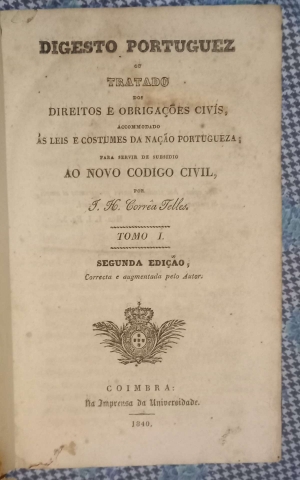 DIGESTO PORTUGUEZ
OU
TRATADO
DOS
DIREITOS E OBRIGAÇÕES CIVÍS,
ACCOMMODADO
ÁS LEIS E COSTUMES DA NAÇÃO PORTUGUEZA;
PARA SERVIR DE SUBSIDIO
AO NOVO CODIGO CIVIL,
POR
J. H. Corrêa Telles.
TOMO I.
SEGUNDA EDIÇÃO,
Correcta e augmentada pelo Autor.
COIMBRA:
Na Imprensa da Universidade.
1840.